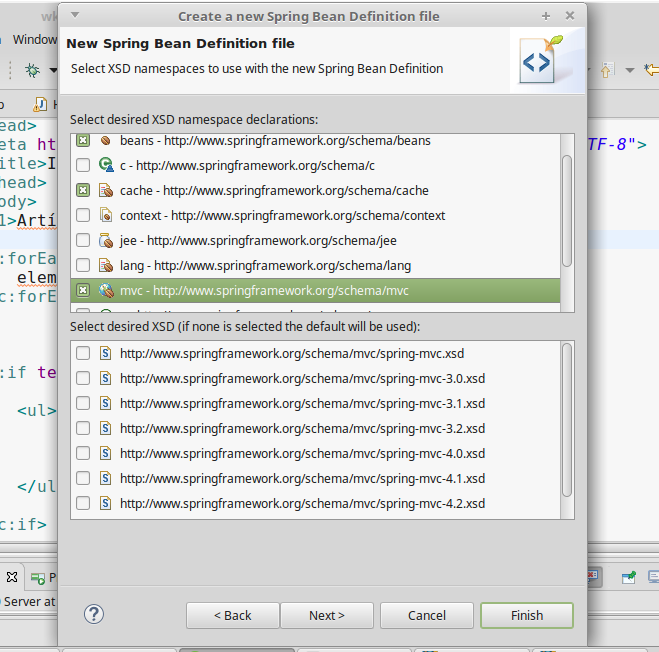 Create a new Spring Bean Definition file
Window
New Spring Bean Definition file
Select XSD namespaces to use with the new Spring Bean Definition
Select desired XSD namespace declarations:
beans - http://www.springframework.org/schema/beans
c - http://www.springframework.org/schema/c
cache - http://www.springframework.org/schema/cache
context - http://www.springframework.org/schema/context
jee - http://www.springframework.org/schema/jee
lang - http://www.springframework.org/schema/lang
mvc - http://www.springframework.org/schema/mvc
Select desired XSD (if none is selected the default will be used):
http://www.springframework.org/schema/mvc/spring-mvc.xsd
http://www.springframework.org/schema/mvc/spring-mvc-3.0.xsd
http://www.springframework.org/schema/mvc/spring-mvc-3.1.xsd
http://www.springframework.org/schema/mvc/spring-mvc-3.2.xsd
http://www.springframework.org/schema/mvc/spring-mvc-4.0.xsd
http://www.springframework.org/schema/mvc/spring-mvc-4.1.xsd
http://www.springframework.org/schema/mvc/spring-mvc-4.2.xsd
< Back
Next >
Cancel
Finish
ead>
eta ht
TF-8">
itle>I
head>
ody>
1>Artí
:forEa
elem
c:forE
:if te
<ul>
</ul
c:if>
Server at